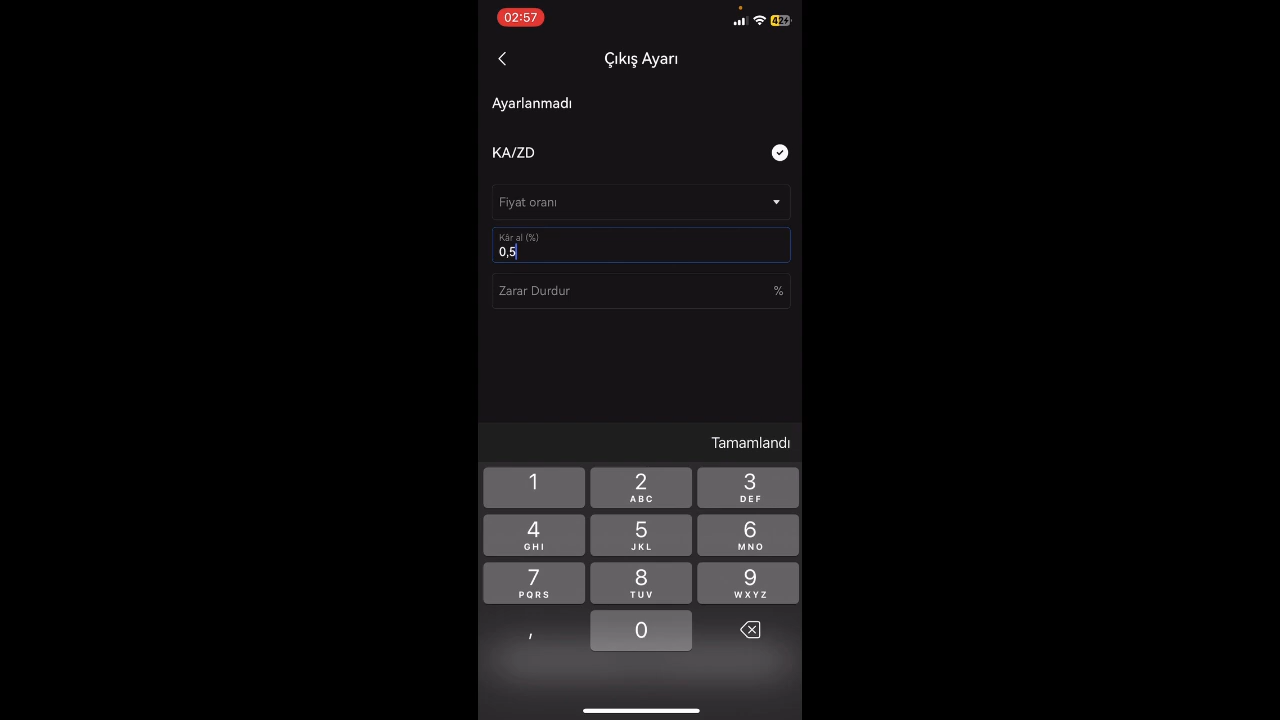 02:57
42
Çıkış Ayarı
Ayarlanmadı
KA/ZD
Fiyat oranı
Kâr al (%)
0,5
Zarar Durdur %
Tamamlandı
1 2 3
ABC DEF
4 5 6
GHI JKL MNO
7 8 9
PQRS TUV WXYZ
, 0